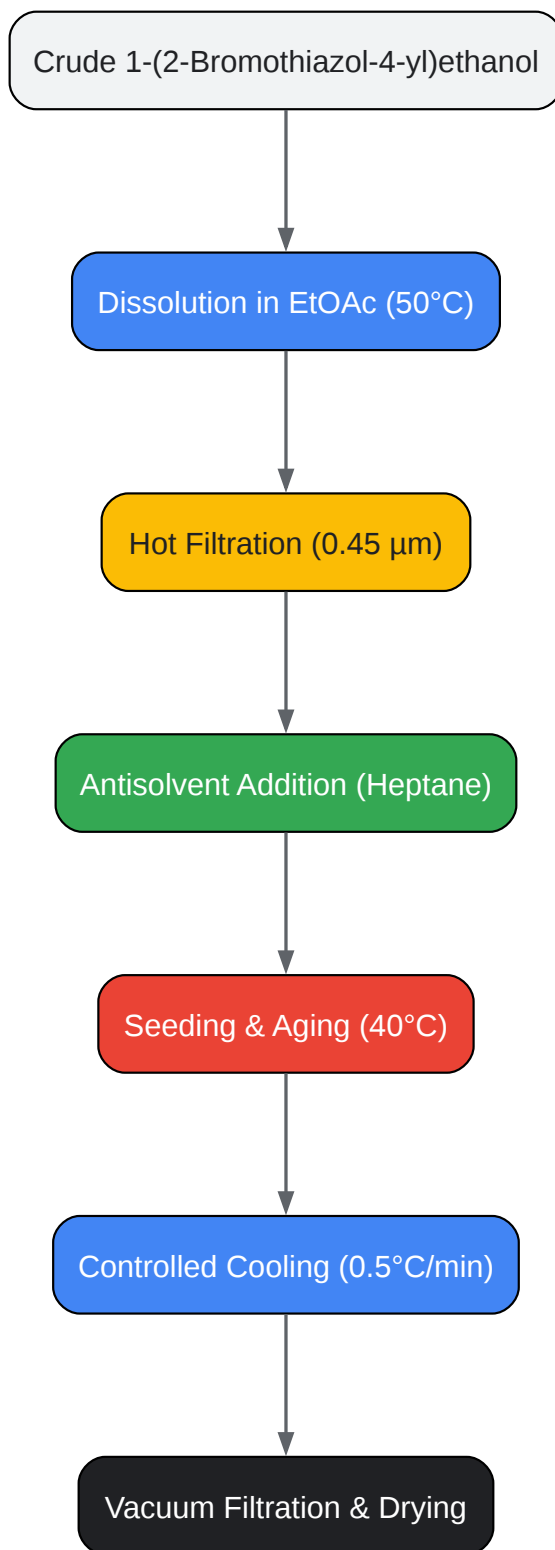 Crude 1-(2-Bromothiazol-4-yl)ethanol
Dissolution in EtOAc (50°C)
Hot Filtration (0.45 µm)
Antisolvent Addition (Heptane)
Seeding & Aging (40°C)
Controlled Cooling (0.5°C/min)
Vacuum Filtration & Drying